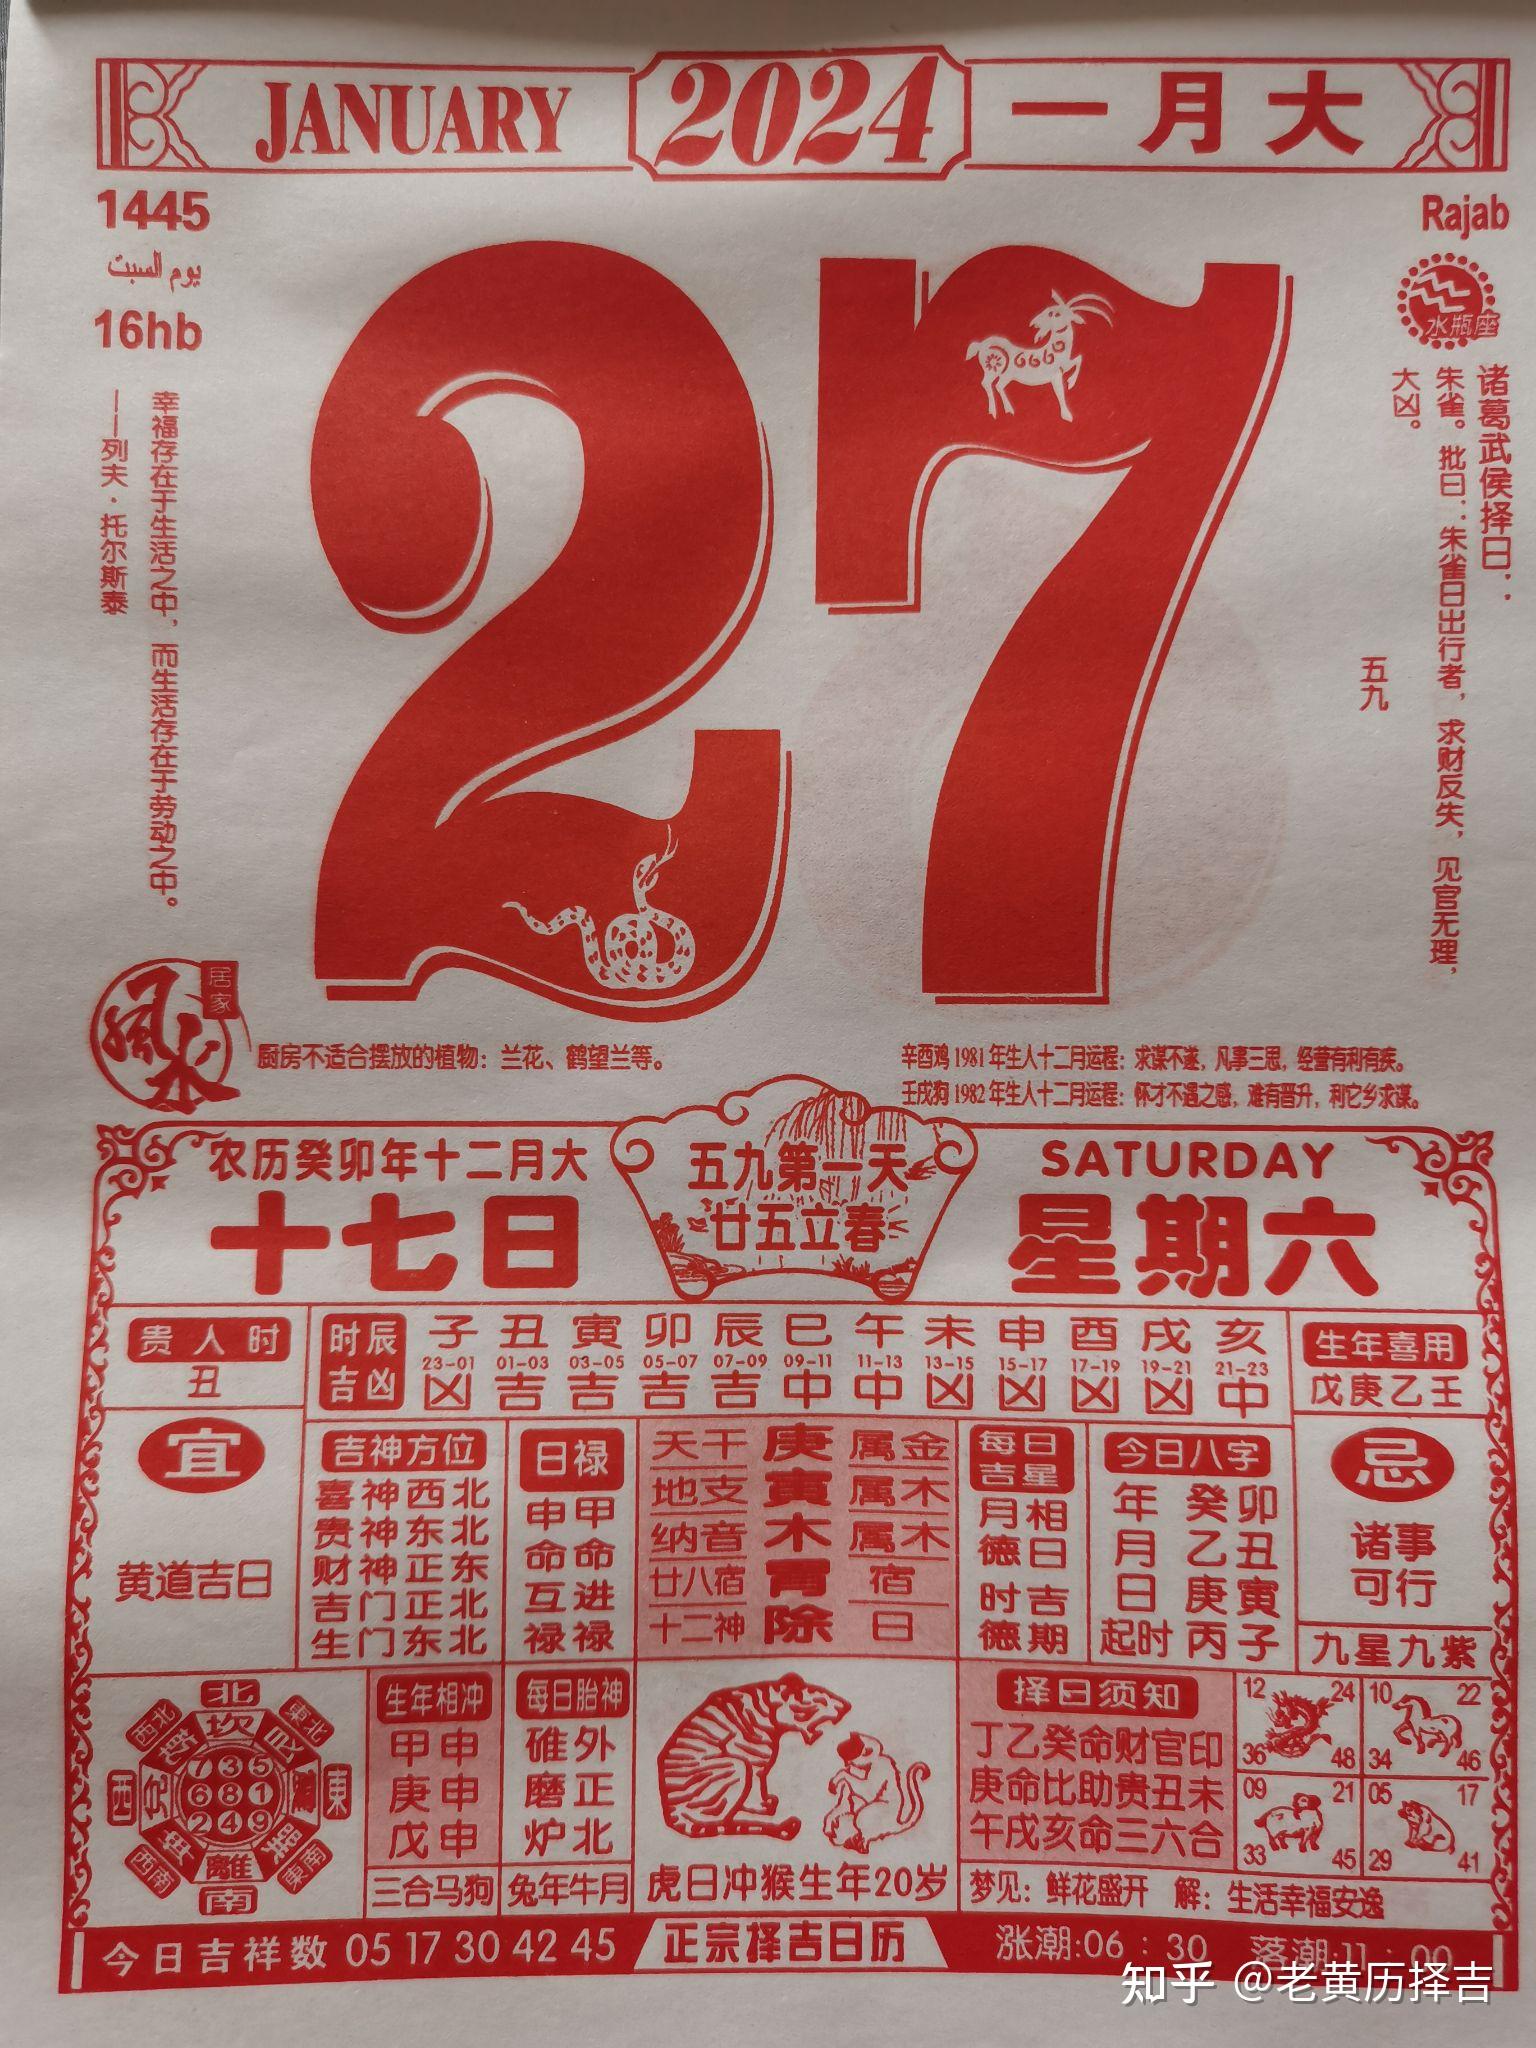 JANUARY 2024 一月大
1445
يوم السبت
16hb
Rajab
水瓶座
幸福存在于生活之中，而生活存在于劳动之中。
——列夫·托尔斯泰
诸葛武侯择日：
朱雀。批曰：朱雀日出行者，求财反失，见官无理，
大凶。
五九
27
居家
風水
厨房不适合摆放的植物：兰花、鹤望兰等。
辛酉鸡1981年生人十二月运程：求谋不遂，凡事三思，经营有利有疾。
壬戌狗1982年生人十二月运程：怀才不遇之感，难有晋升，利它乡求谋。
农历癸卯年十二月大
十七日
五九第一天
廿五立春
SATURDAY
星期六
贵人时
丑
时辰吉凶
子 丑 寅 卯 辰 巳 午 未 申 酉 戌 亥
23-01 01-03 03-05 05-07 07-09 09-11 11-13 13-15 15-17 17-19 19-21 21-23
凶 吉 吉 吉 吉 中 中 凶 凶 凶 凶 中
生年喜用
戊庚乙壬
宜
黄道吉日
吉神方位
喜神西北
贵神东北
财神正东
吉门正北
生门东北
日禄
申甲
命命
互进
禄禄
天干 庚 属金
地支 寅 属木
纳音 木 属木
廿八宿 胃 宿
十二神 除 日
每日吉星
月相
德日
时吉
德期
今日八字
年 癸卯
月 乙丑
日 庚寅
起时 丙子
忌
诸事
可行
九星九紫
北
西北 東北
坎
艮
西 東
兑
735
681
249
離
西南 東南
南
生年相冲
甲申
庚申
戊申
三合马狗
每日胎神
碓外
磨正
炉北
兔年牛月
虎日冲猴生年20岁
择日须知
丁乙癸命财官印
庚命比助贵丑未
午戌亥命三六合
12 24
36 48
10 22
34 46
09 21
33 45
05 17
29 41
梦见：鲜花盛开 解：生活幸福安逸
今日吉祥数 05 17 30 42 45
正宗择吉日历
涨潮:06：30 落潮:11：00
知乎 @老黄历择吉